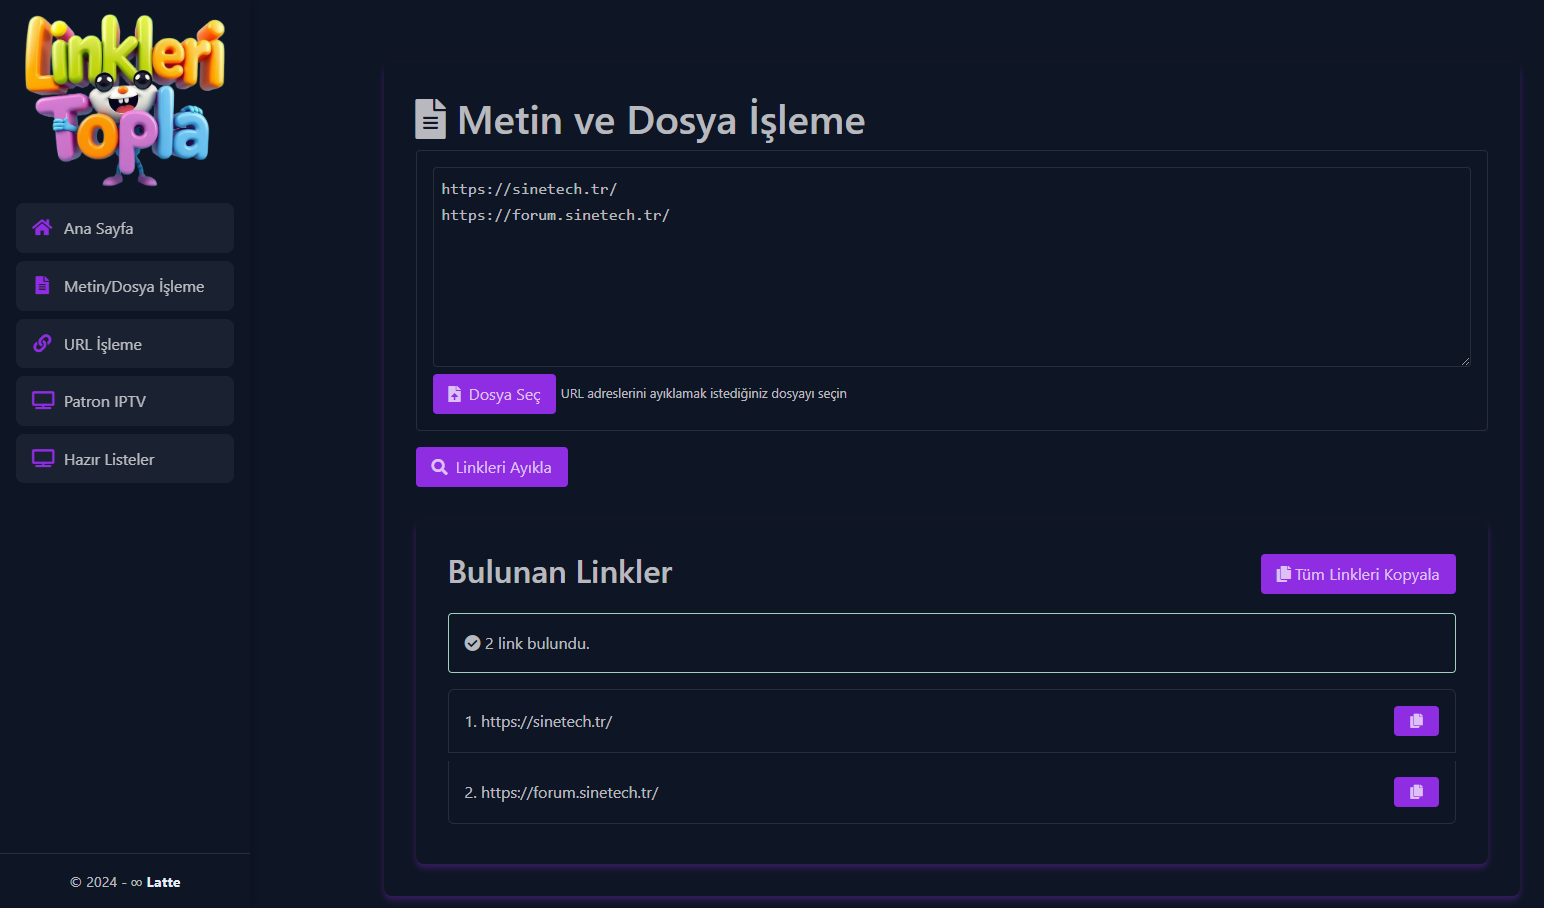 Linkleri
Topla
Ana Sayfa
Metin/Dosya İşleme
URL İşleme
Patron IPTV
Hazır Listeler
© 2024 - ∞ Latte
Metin ve Dosya İşleme
https://sinetech.tr/
https://forum.sinetech.tr/
Dosya Seç URL adreslerini ayıklamak istediğiniz dosyayı seçin
Linkleri Ayıkla
Bulunan Linkler
Tüm Linkleri Kopyala
2 link bulundu.
1. https://sinetech.tr/
2. https://forum.sinetech.tr/